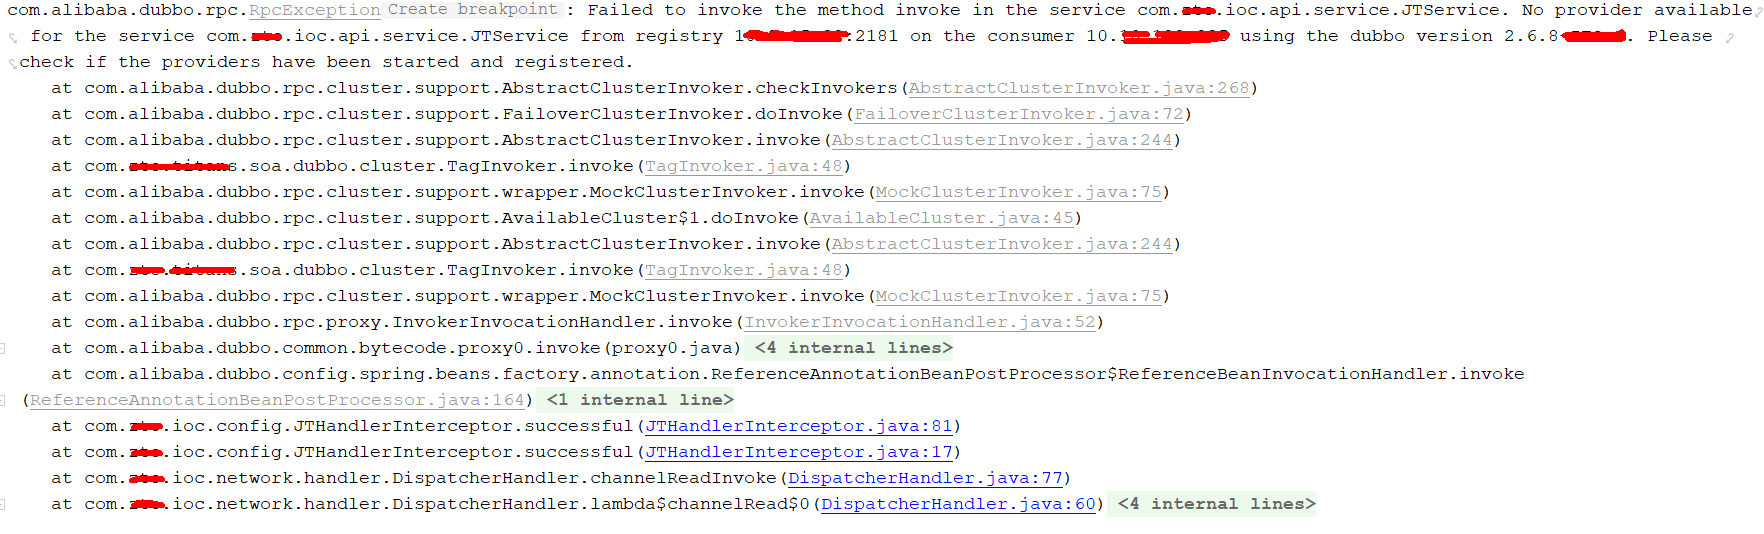 com.alibaba.dubbo.rpc.RpcException Create breakpoint : Failed to invoke the method invoke in the service com. .ioc.api.service.JTService. No provider available
for the service com. .ioc.api.service.JTService from registry 1 :2181 on the consumer 10. using the dubbo version 2.6.8 . Please
check if the providers have been started and registered.
at com.alibaba.dubbo.rpc.cluster.support.AbstractClusterInvoker.checkInvokers(AbstractClusterInvoker.java:268)
at com.alibaba.dubbo.rpc.cluster.support.FailoverClusterInvoker.doInvoke(FailoverClusterInvoker.java:72)
at com.alibaba.dubbo.rpc.cluster.support.AbstractClusterInvoker.invoke(AbstractClusterInvoker.java:244)
at com. s.soa.dubbo.cluster.TagInvoker.invoke(TagInvoker.java:48)
at com.alibaba.dubbo.rpc.cluster.support.wrapper.MockClusterInvoker.invoke(MockClusterInvoker.java:75)
at com.alibaba.dubbo.rpc.cluster.support.AvailableCluster$1.doInvoke(AvailableCluster.java:45)
at com.alibaba.dubbo.rpc.cluster.support.AbstractClusterInvoker.invoke(AbstractClusterInvoker.java:244)
at com. .soa.dubbo.cluster.TagInvoker.invoke(TagInvoker.java:48)
at com.alibaba.dubbo.rpc.cluster.support.wrapper.MockClusterInvoker.invoke(MockClusterInvoker.java:75)
at com.alibaba.dubbo.rpc.proxy.InvokerInvocationHandler.invoke(InvokerInvocationHandler.java:52)
at com.alibaba.dubbo.common.bytecode.proxy0.invoke(proxy0.java) <4 internal lines>
at com.alibaba.dubbo.config.spring.beans.factory.annotation.ReferenceAnnotationBeanPostProcessor$ReferenceBeanInvocationHandler.invoke
(ReferenceAnnotationBeanPostProcessor.java:164) <1 internal line>
at com. .ioc.config.JTHandlerInterceptor.successful(JTHandlerInterceptor.java:81)
at com. .ioc.config.JTHandlerInterceptor.successful(JTHandlerInterceptor.java:17)
at com. .ioc.network.handler.DispatcherHandler.channelReadInvoke(DispatcherHandler.java:77)
at com. .ioc.network.handler.DispatcherHandler.lambda$channelRead$0(DispatcherHandler.java:60) <4 internal lines>